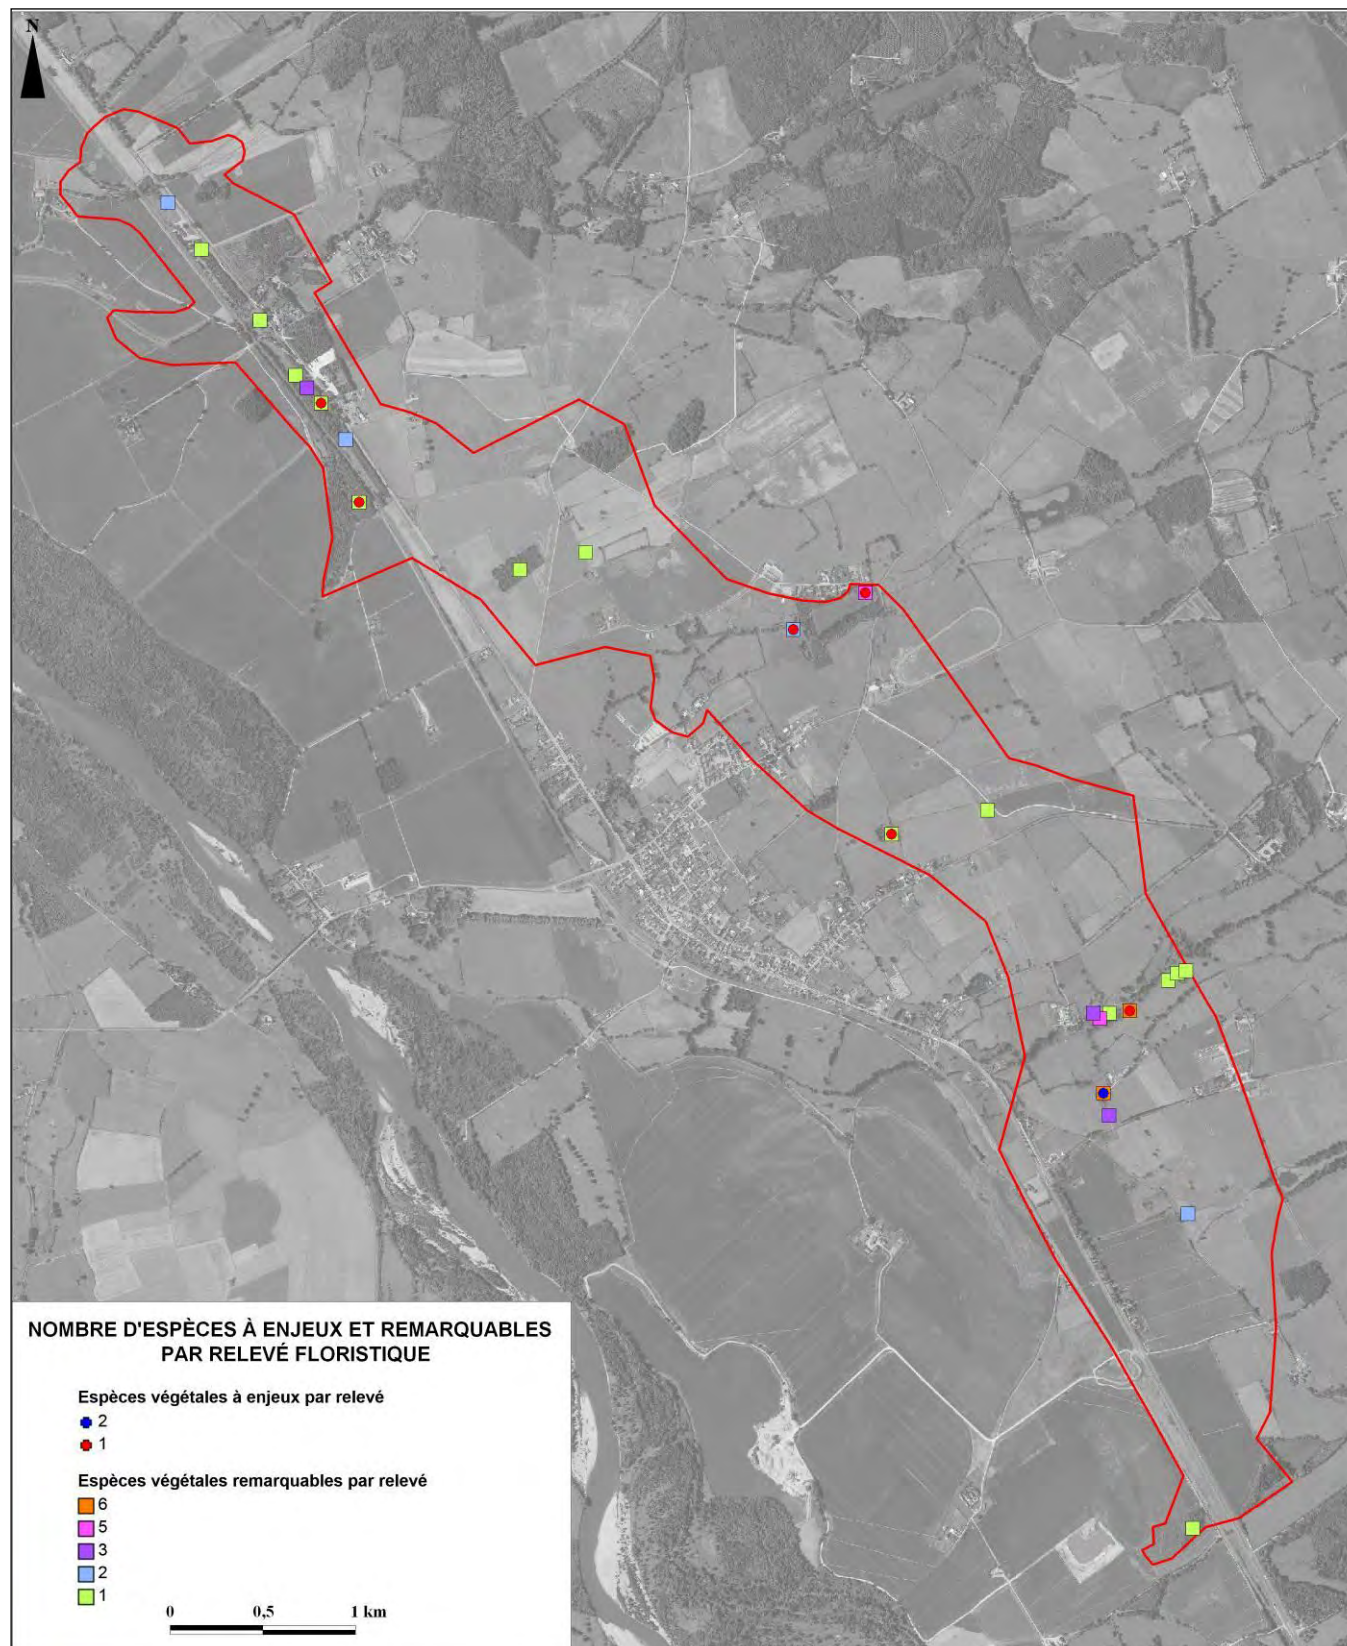 N
NOMBRE D'ESPÈCES À ENJEUX ET REMARQUABLES
PAR RELEVÉ FLORISTIQUE
Espèces végétales à enjeux par relevé
2
1
Espèces végétales remarquables par relevé
6
5
3
2
1
0 0,5 1 km